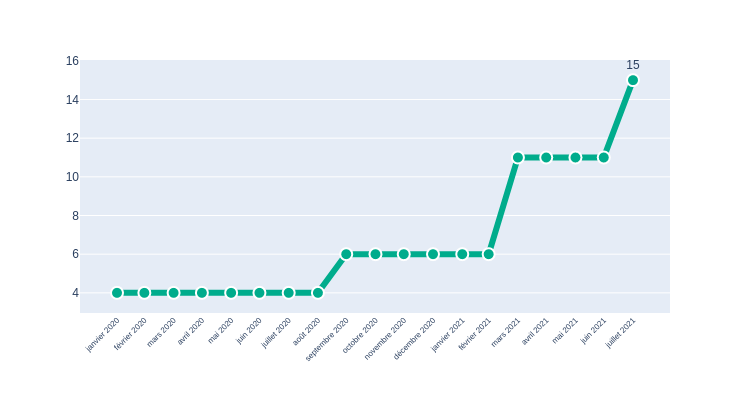 16
14
12
10
8
6
4
15
janvier 2020
février 2020
mars 2020
avril 2020
mai 2020
juin 2020
juillet 2020
août 2020
septembre 2020
octobre 2020
novembre 2020
décembre 2020
janvier 2021
février 2021
mars 2021
avril 2021
mai 2021
juin 2021
juillet 2021